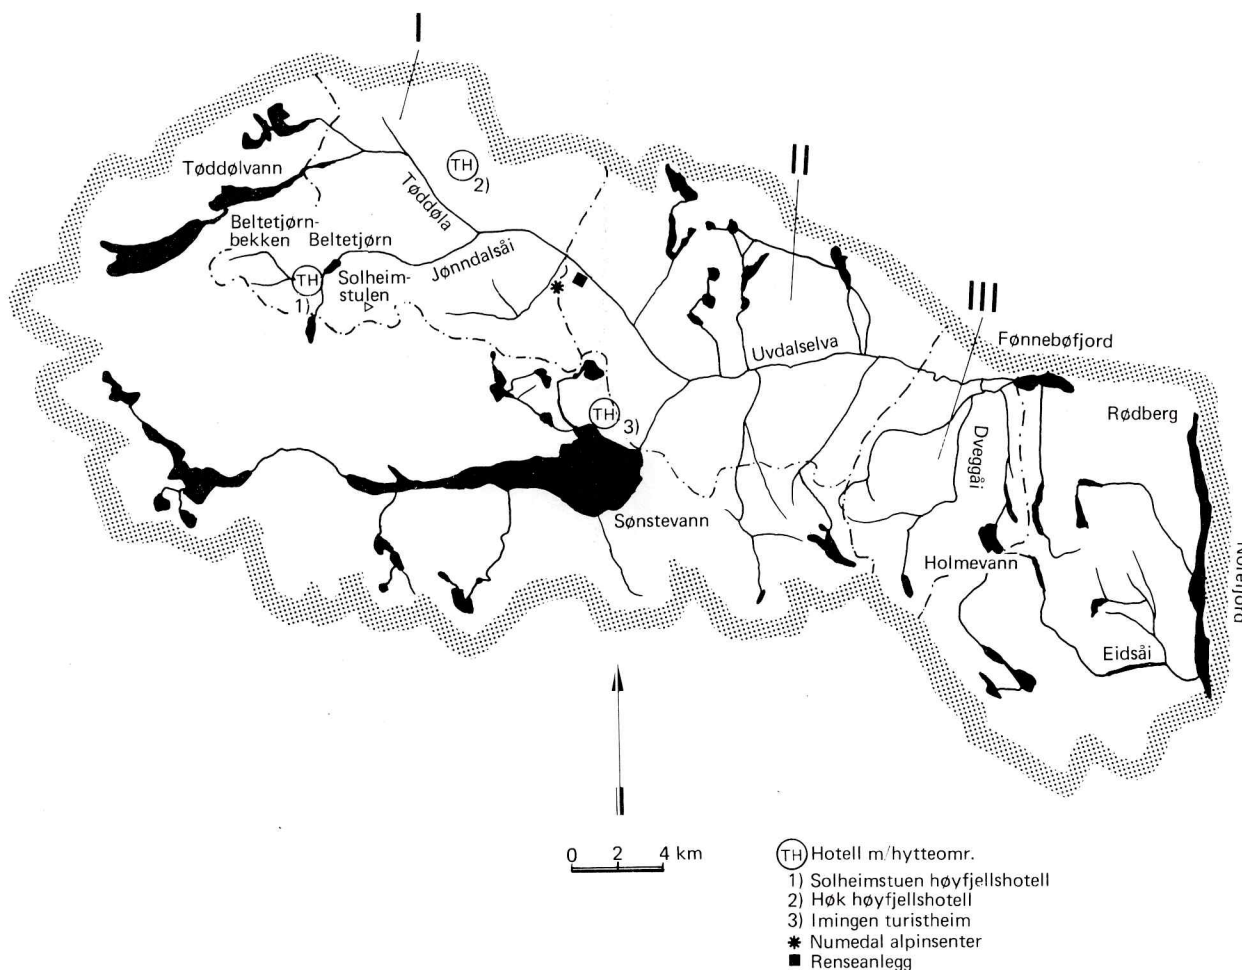 I
II
III
TH
2)
Tøddølvann
Tøddøla
Beltetjørn-
bekken
Beltetjørn
Jønndalsåi
TH
1)
Solheim-
stulen
Uvdalselva
Fønnebøfjord
Rødberg
TH
3)
Dveggåi
Sønstevann
Holmevann
Norefjord
Eidsåi
0 2 4 km
TH Hotell m/hytteomr.
1) Solheimstuen høyfjellshotell
2) Høk høyfjellshotell
3) Imingen turistheim
Numedal alpinsenter
Renseanlegg